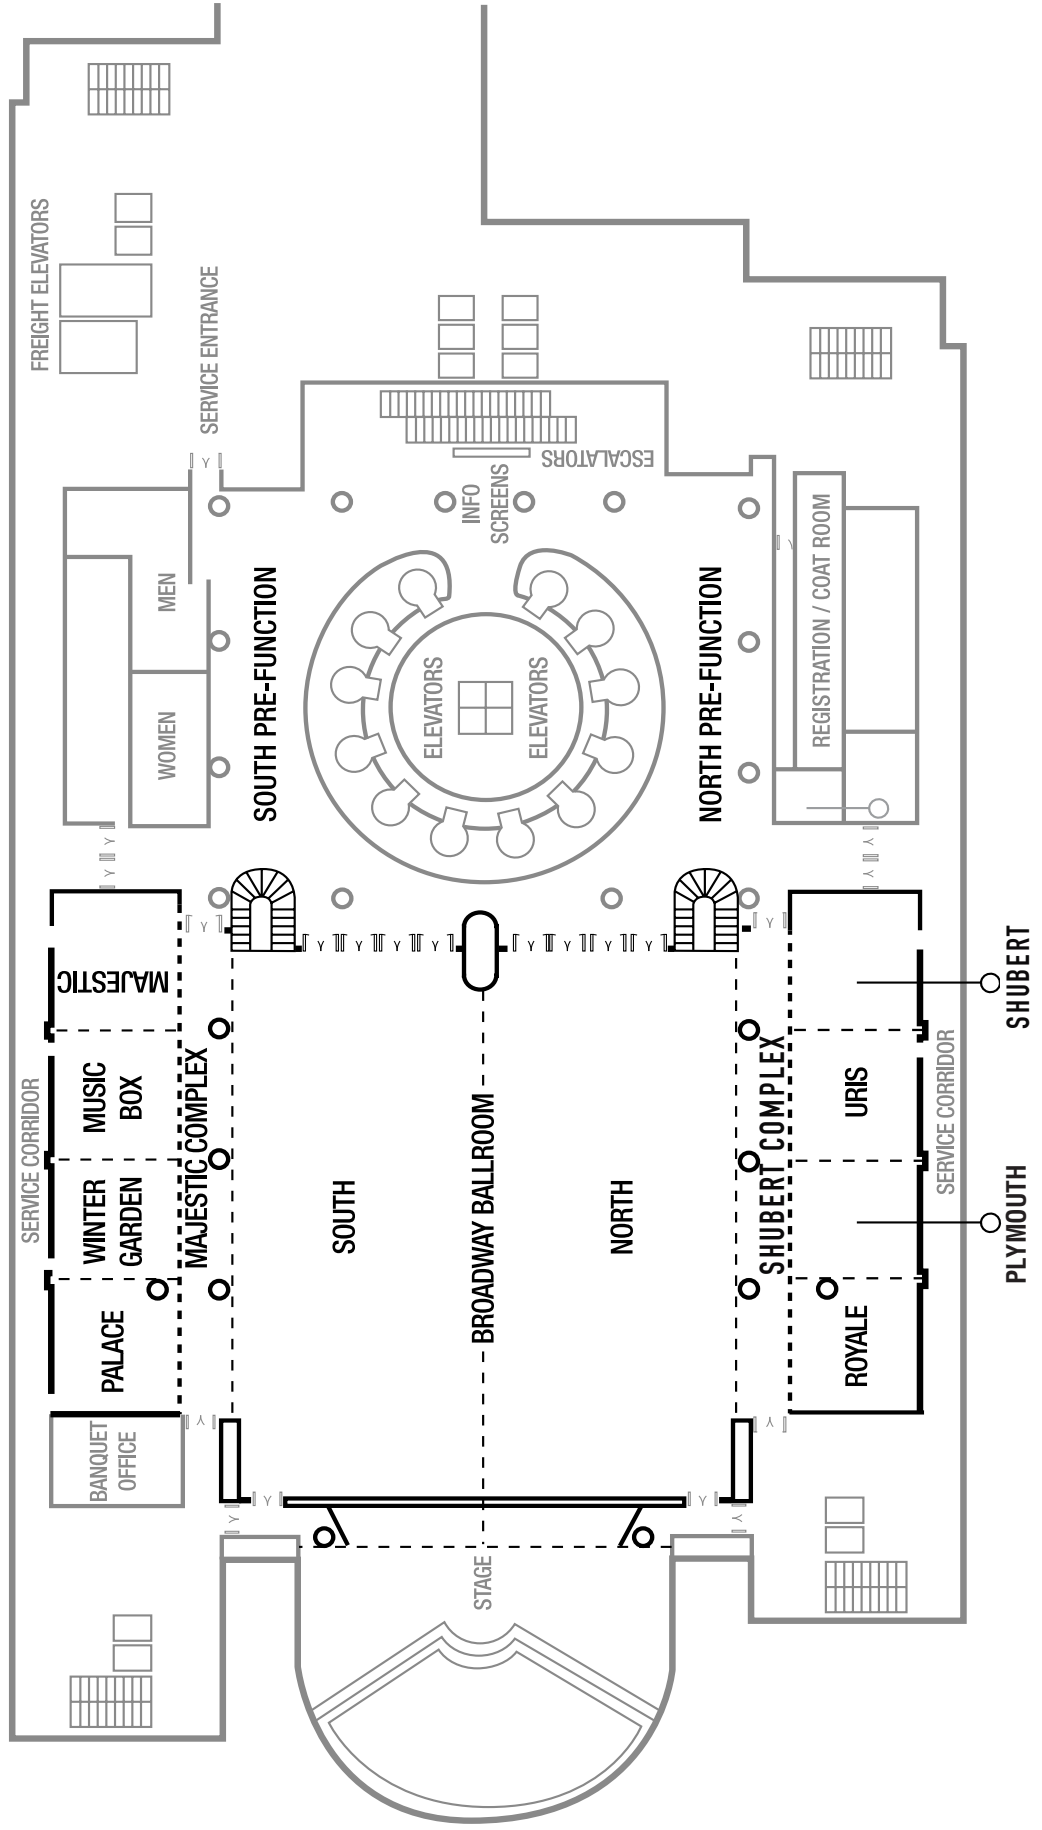 FREIGHT ELEVATORS
SERVICE ENTRANCE
ESCALATORS
INFO
SCREENS
MEN
WOMEN
SOUTH PRE-FUNCTION
ELEVATORS
ELEVATORS
NORTH PRE-FUNCTION
REGISTRATION / COAT ROOM
MAJESTIC
MUSIC
BOX
WINTER
GARDEN
PALACE
MAJESTIC COMPLEX
SERVICE CORRIDOR
BANQUET
OFFICE
SOUTH
BROADWAY BALLROOM
NORTH
SHUBERT COMPLEX
URIS
ROYALE
SERVICE CORRIDOR
SHUBERT
PLYMOUTH
STAGE